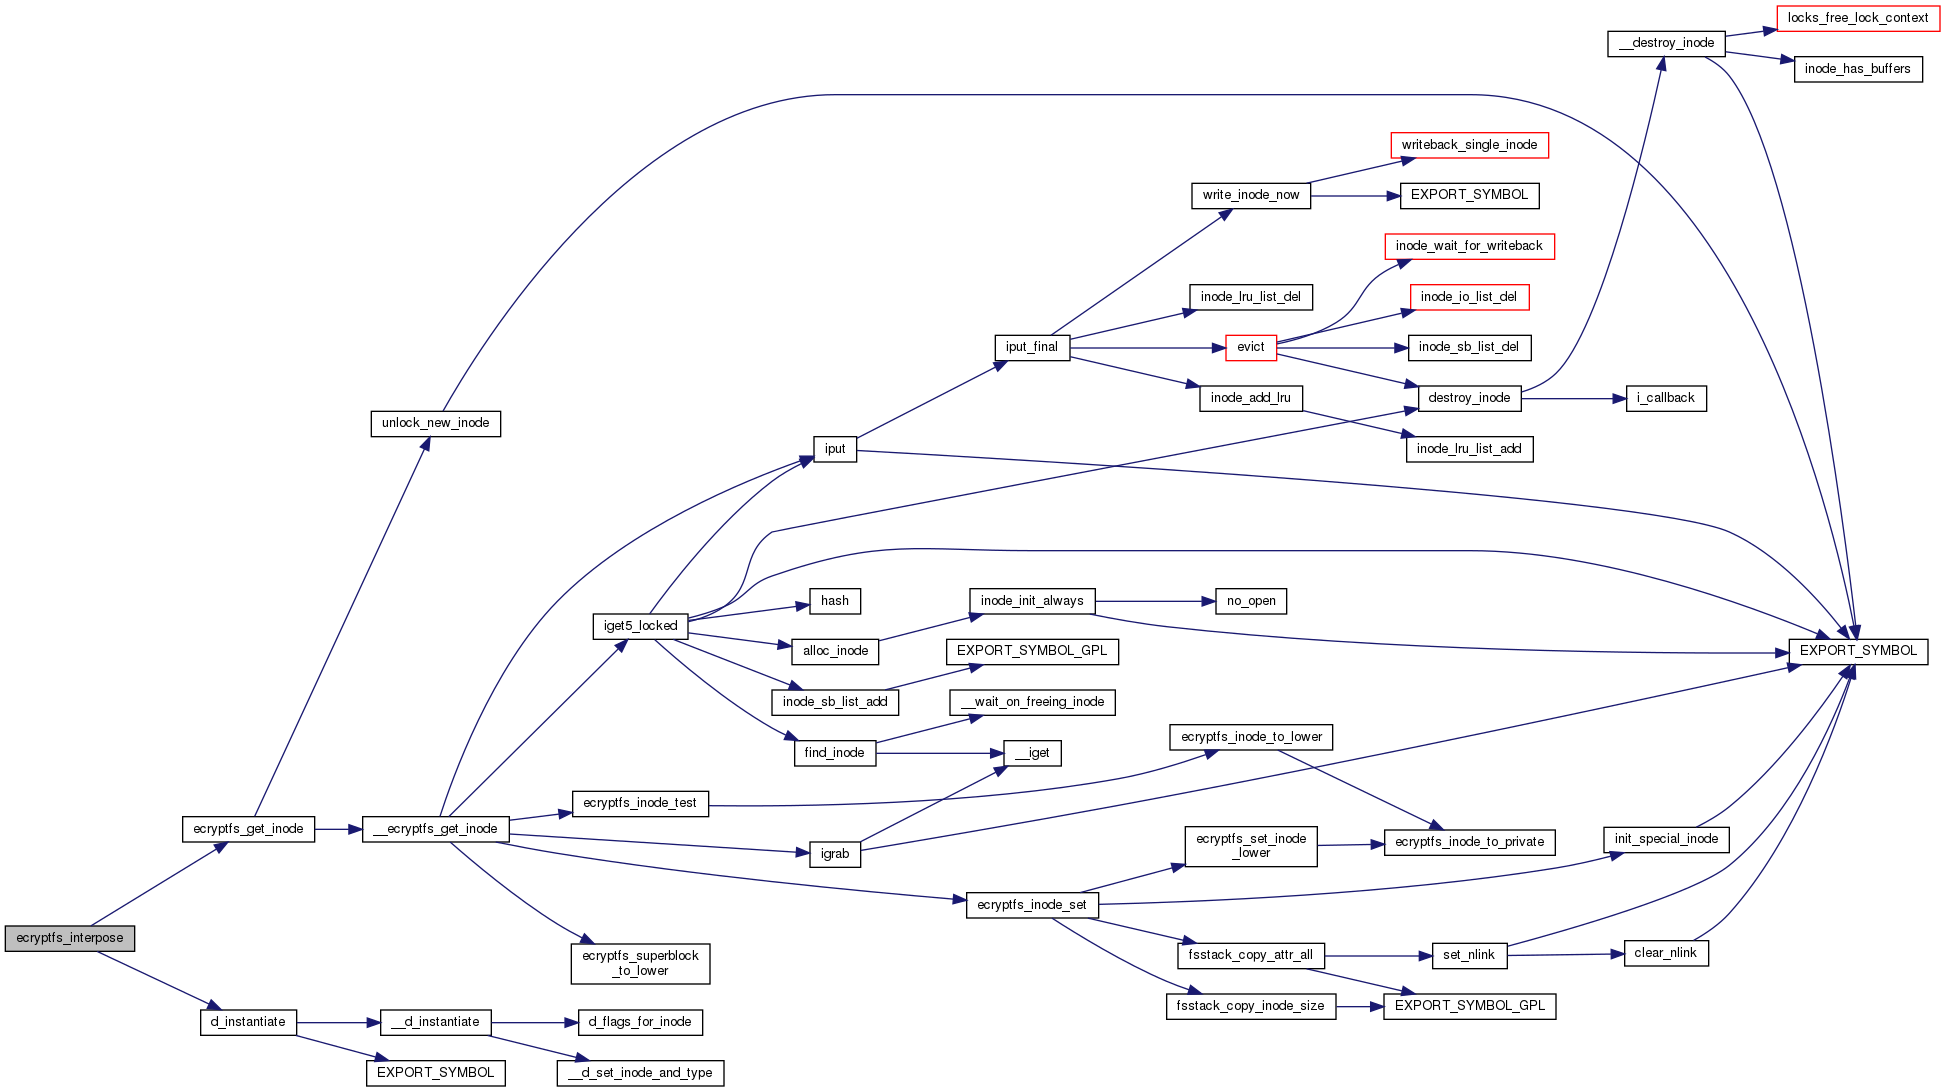 locks_free_lock_context
__destroy_inode
inode_has_buffers
writeback_single_inode
write_inode_now
EXPORT_SYMBOL
inode_wait_for_writeback
inode_lru_list_del
inode_io_list_del
iput_final
evict
inode_sb_list_del
inode_add_lru
destroy_inode
i_callback
unlock_new_inode
iput
inode_lru_list_add
hash
inode_init_always
no_open
iget5_locked
alloc_inode
EXPORT_SYMBOL_GPL
EXPORT_SYMBOL
inode_sb_list_add
__wait_on_freeing_inode
find_inode
__iget
ecryptfs_inode_to_lower
ecryptfs_inode_test
ecryptfs_get_inode
__ecryptfs_get_inode
igrab
ecryptfs_set_inode
_lower
ecryptfs_inode_to_private
init_special_inode
ecryptfs_inode_set
ecryptfs_interpose
ecryptfs_superblock
_to_lower
fsstack_copy_attr_all
set_nlink
clear_nlink
fsstack_copy_inode_size
EXPORT_SYMBOL_GPL
d_instantiate
__d_instantiate
d_flags_for_inode
EXPORT_SYMBOL
__d_set_inode_and_type